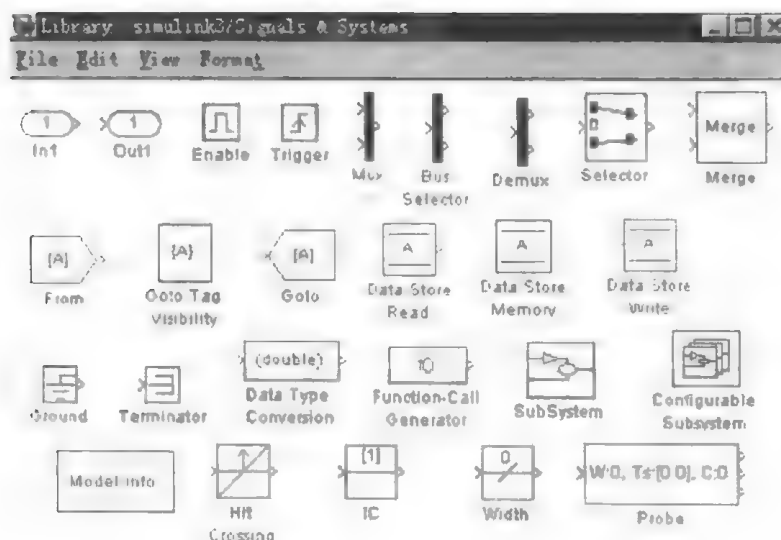 Library: simulink3/Signals & Systems
File Edit View Format
1 1 Merge
In1 Out1 Enable Trigger Mux Bus Selector Demux Selector Merge
[A] {A} [A] A A A
From Goto Tag Visibility Goto Data Store Read Data Store Memory Data Store Write
(double) f()
Ground Terminator Data Type Conversion Function-Call Generator SubSystem Configurable Subsystem
Model Info [1] 0 W:0, Ts:[0 0], C:0
Hit Crossing IC Width Probe